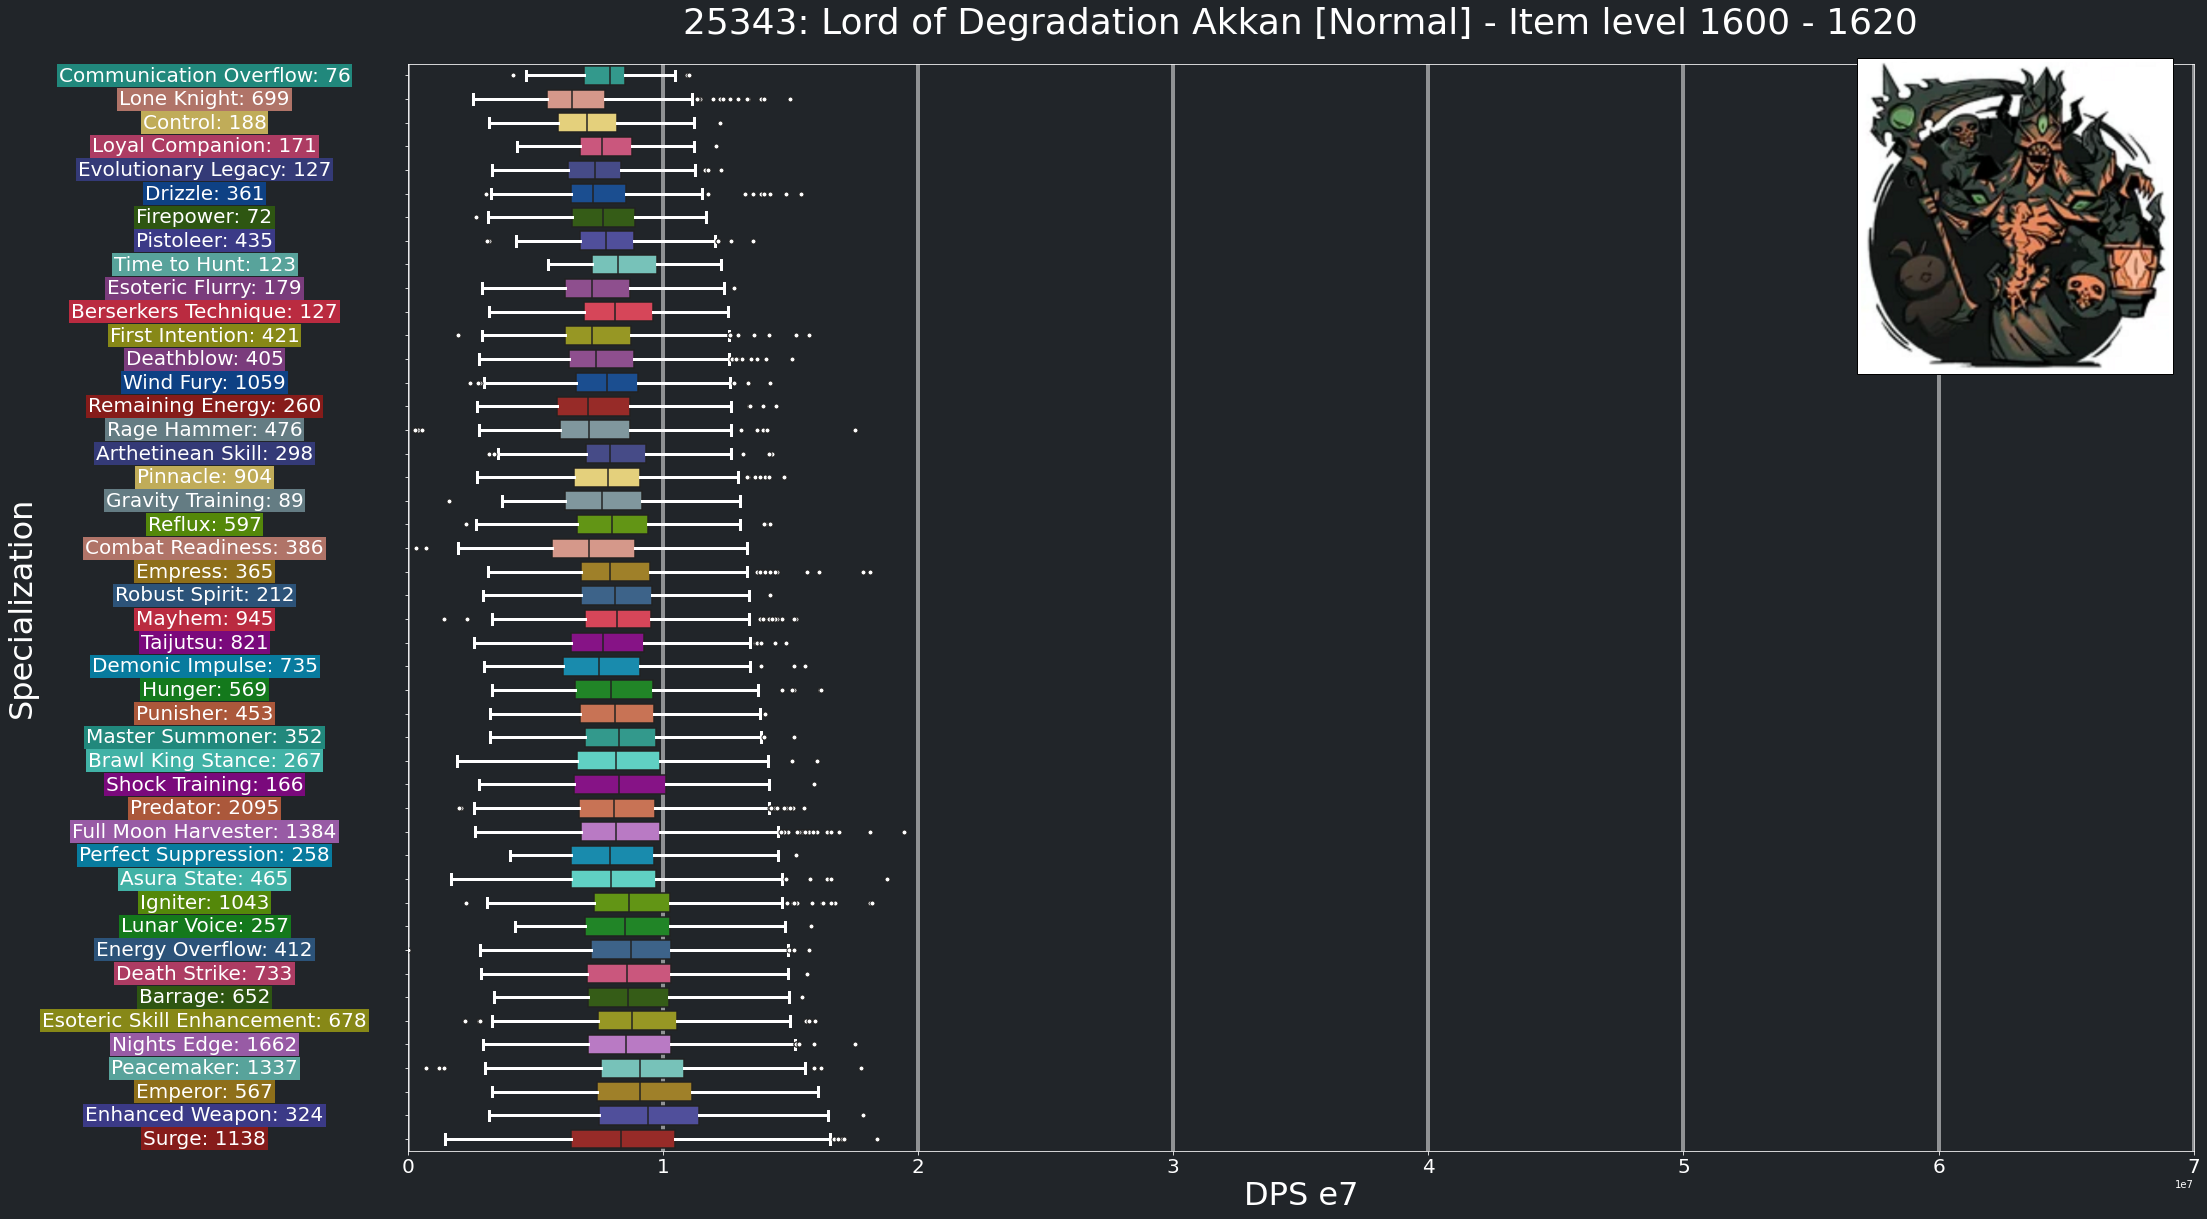 25343: Lord of Degradation Akkan [Normal] - Item level 1600 - 1620
Specialization
Communication Overflow: 76
Lone Knight: 699
Control: 188
Loyal Companion: 171
Evolutionary Legacy: 127
Drizzle: 361
Firepower: 72
Pistoleer: 435
Time to Hunt: 123
Esoteric Flurry: 179
Berserkers Technique: 127
First Intention: 421
Deathblow: 405
Wind Fury: 1059
Remaining Energy: 260
Rage Hammer: 476
Arthetinean Skill: 298
Pinnacle: 904
Gravity Training: 89
Reflux: 597
Combat Readiness: 386
Empress: 365
Robust Spirit: 212
Mayhem: 945
Taijutsu: 821
Demonic Impulse: 735
Hunger: 569
Punisher: 453
Master Summoner: 352
Brawl King Stance: 267
Shock Training: 166
Predator: 2095
Full Moon Harvester: 1384
Perfect Suppression: 258
Asura State: 465
Igniter: 1043
Lunar Voice: 257
Energy Overflow: 412
Death Strike: 733
Barrage: 652
Esoteric Skill Enhancement: 678
Nights Edge: 1662
Peacemaker: 1337
Emperor: 567
Enhanced Weapon: 324
Surge: 1138
0 1 2 3 4 5 6 7
1e7
DPS e7